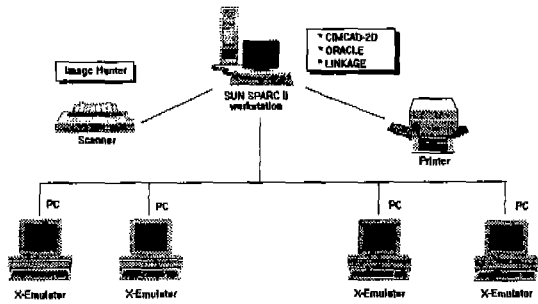 * CIMCAD-2D
* ORACLE
* LINKAGE
Image Hunter
SUN SPARC II
workstation
Scanner
Printer
PC
PC
PC
PC
X-Emulator
X-Emulator
X-Emulator
X-Emulator